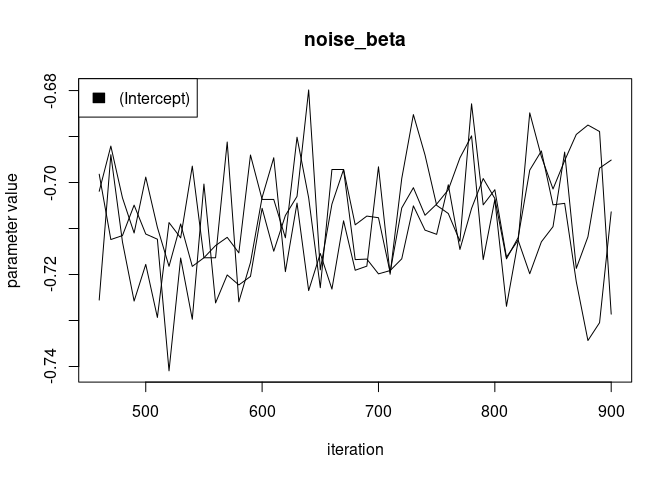 noise_beta
(Intercept)
parameter value
-0.68
-0.70
-0.72
-0.74
500 600 700 800 900
iteration